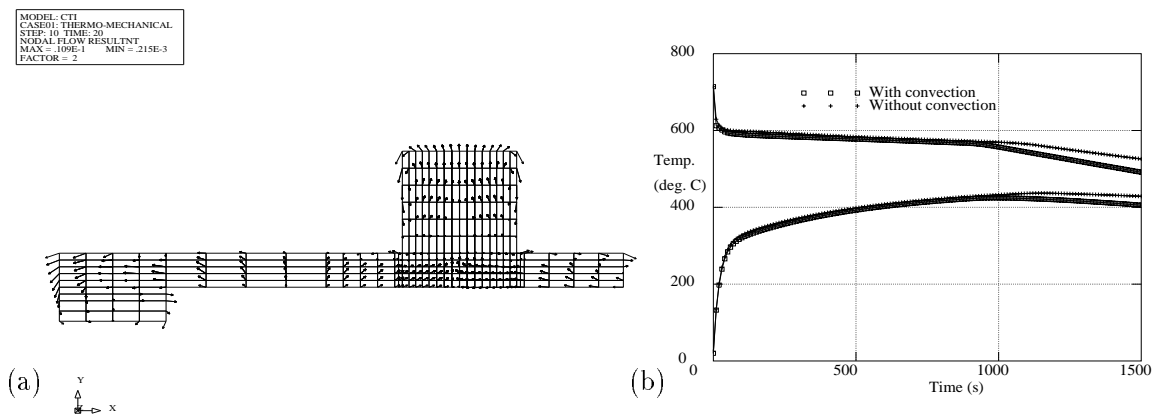 MODEL: CTI
CASE01: THERMO-MECHANICAL
STEP: 10 TIME: 20
NODAL FLOW RESULTNT
MAX = .109E-1 MIN = .215E-3
FACTOR = 2
(a)
Y
Z X
800
600
Temp.
(deg. C)
400
200
0
With convection
Without convection
0 500 1000 1500
Time (s)
(b)